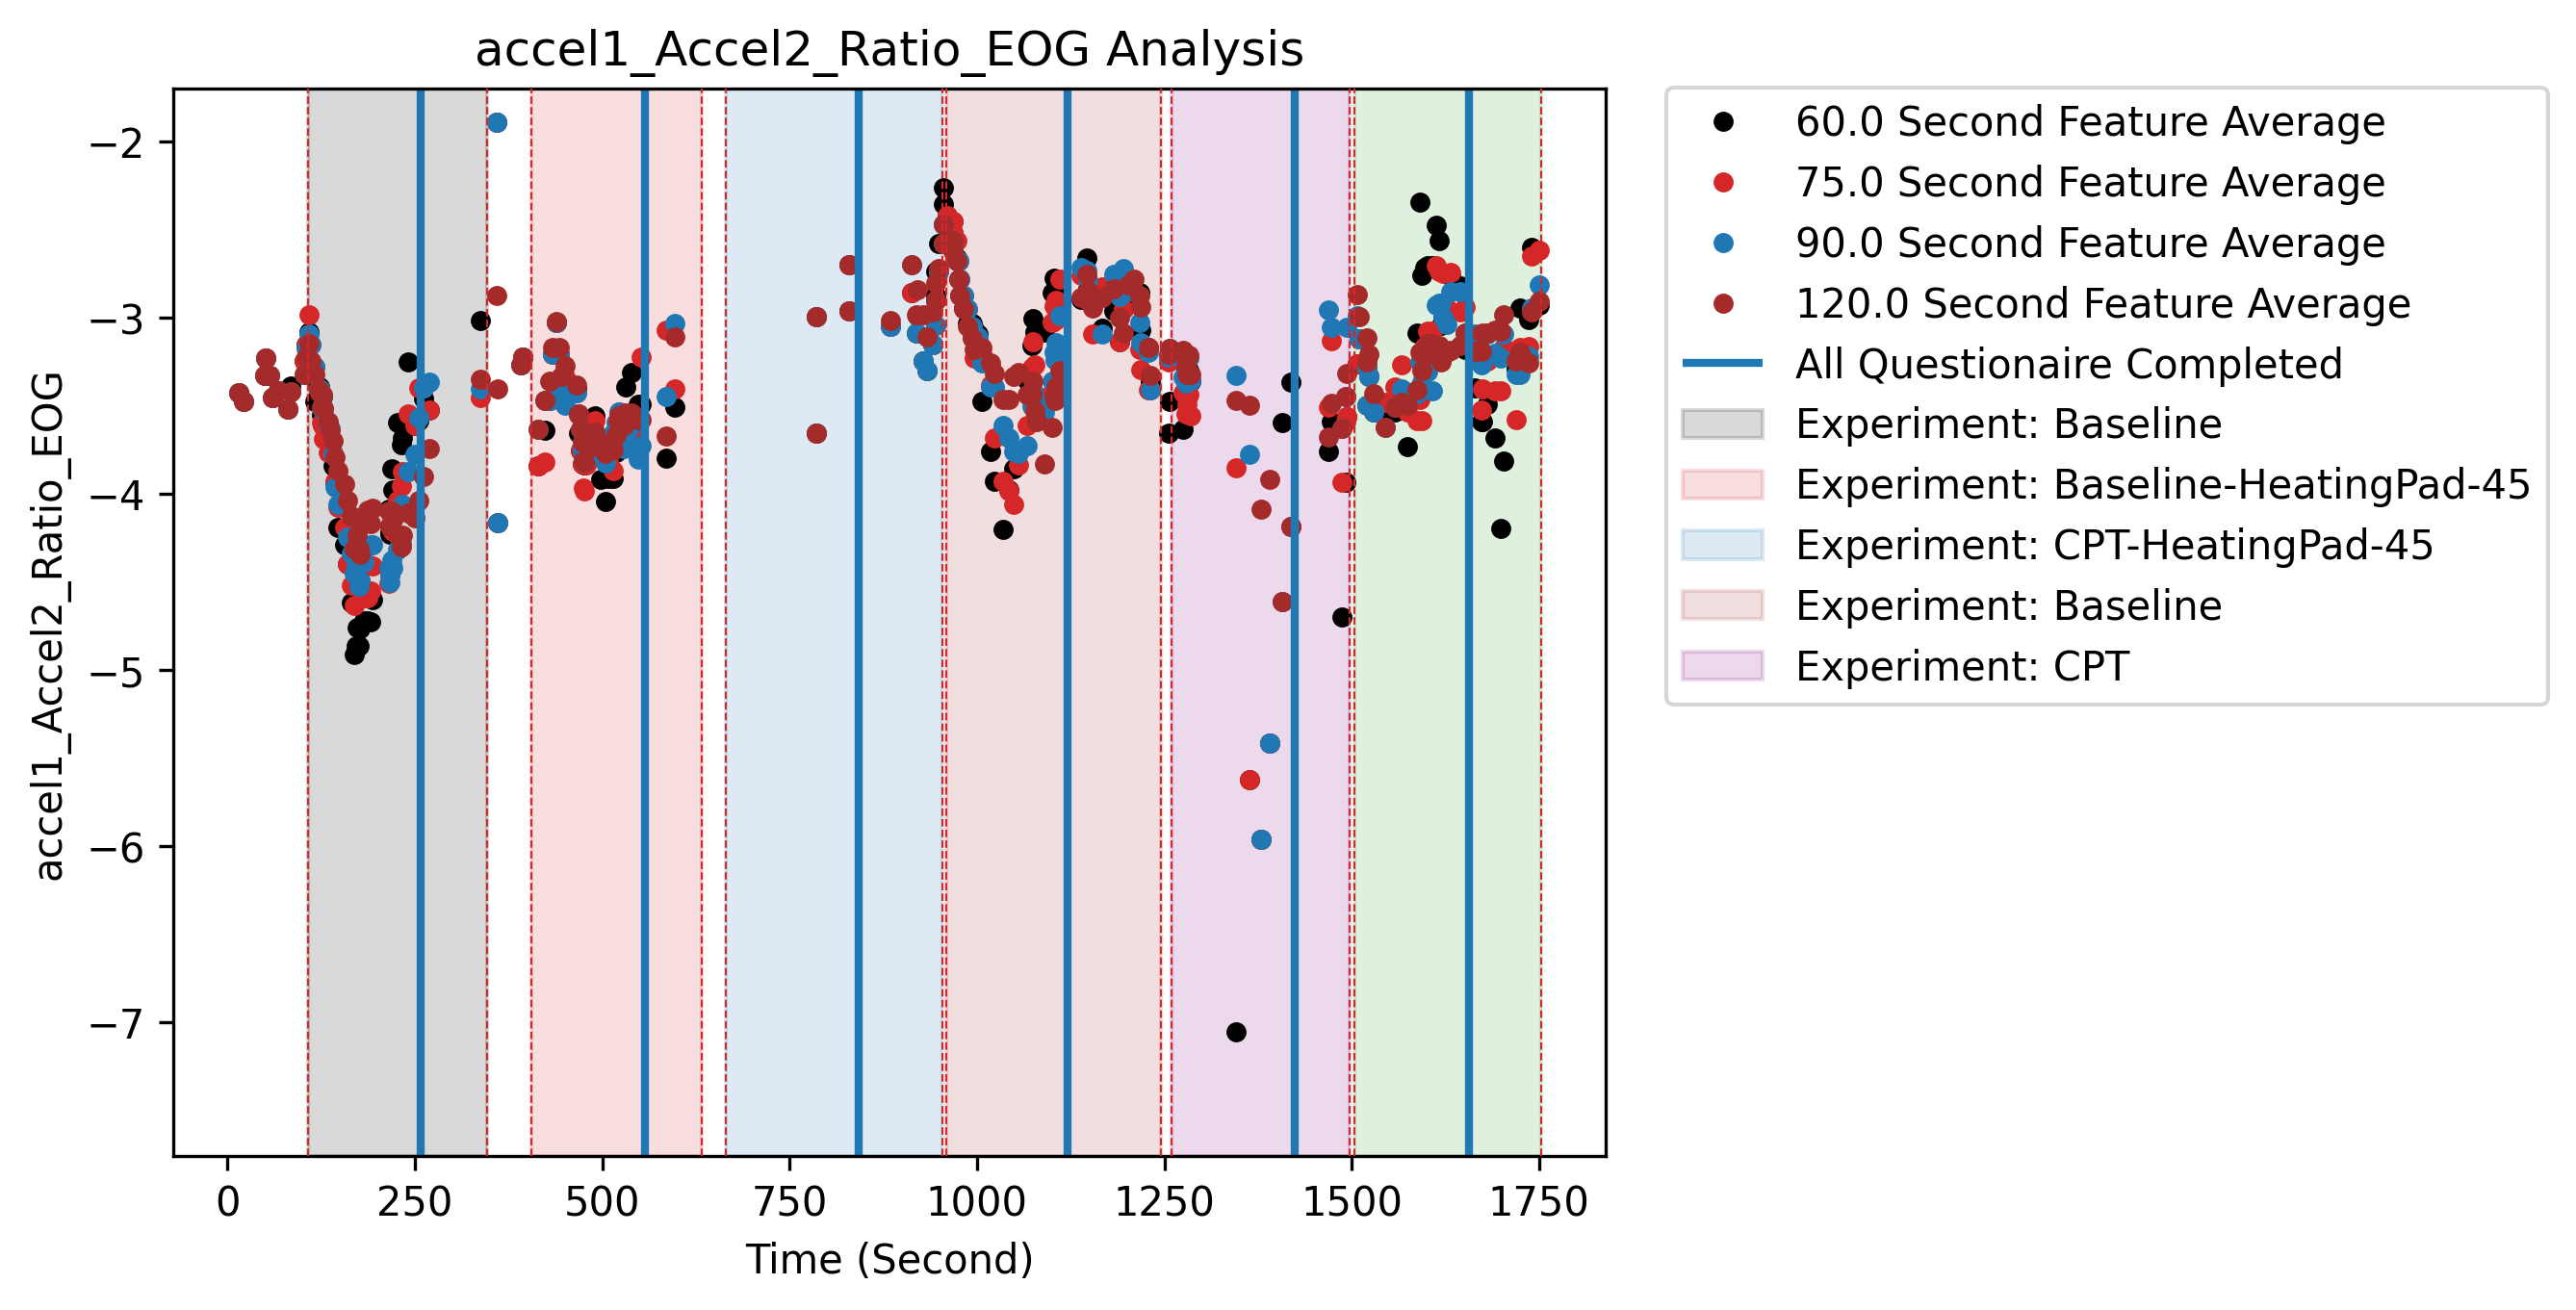 accel1_Accel2_Ratio_EOG Analysis
accel1_Accel2_Ratio_EOG
−2
−3
−4
−5
−6
−7
0 250 500 750 1000 1250 1500 1750
Time (Second)
60.0 Second Feature Average
75.0 Second Feature Average
90.0 Second Feature Average
120.0 Second Feature Average
All Questionaire Completed
Experiment: Baseline
Experiment: Baseline-HeatingPad-45
Experiment: CPT-HeatingPad-45
Experiment: Baseline
Experiment: CPT